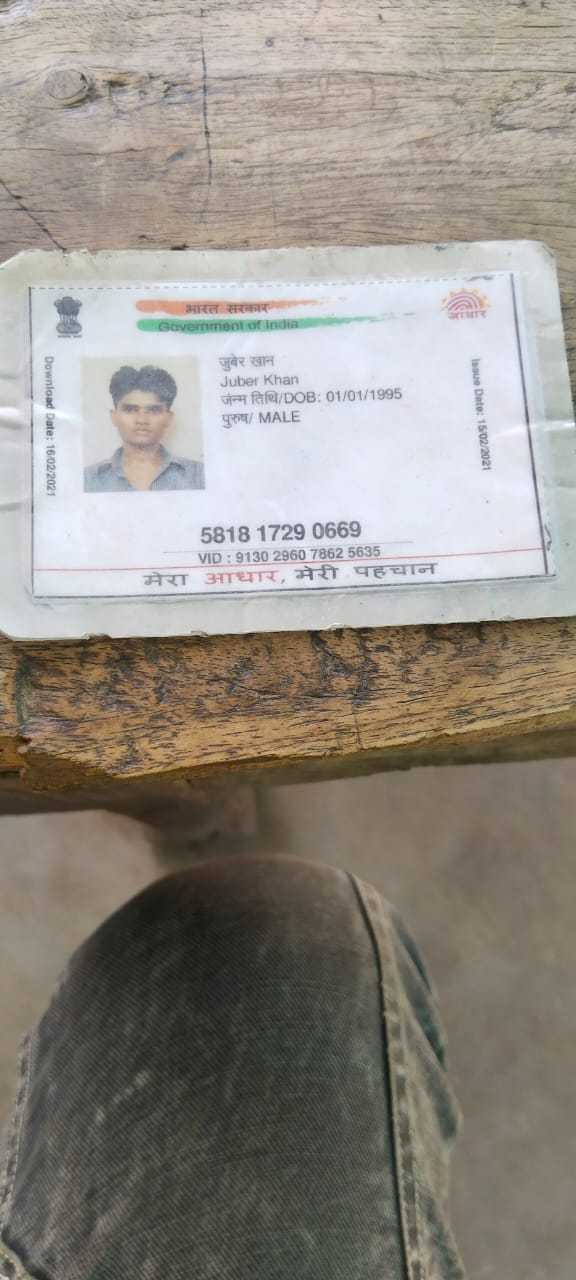 भारत सरकार
Government of India
आधार
Download Date: 16/02/2021
जुबेर खान
Juber Khan
जन्म तिथि/DOB: 01/01/1995
पुरुष/ MALE
Issue Date: 15/02/2021
5818 1729 0669
VID : 9130 2960 7862 5635
मेरा आधार, मेरी पहचान